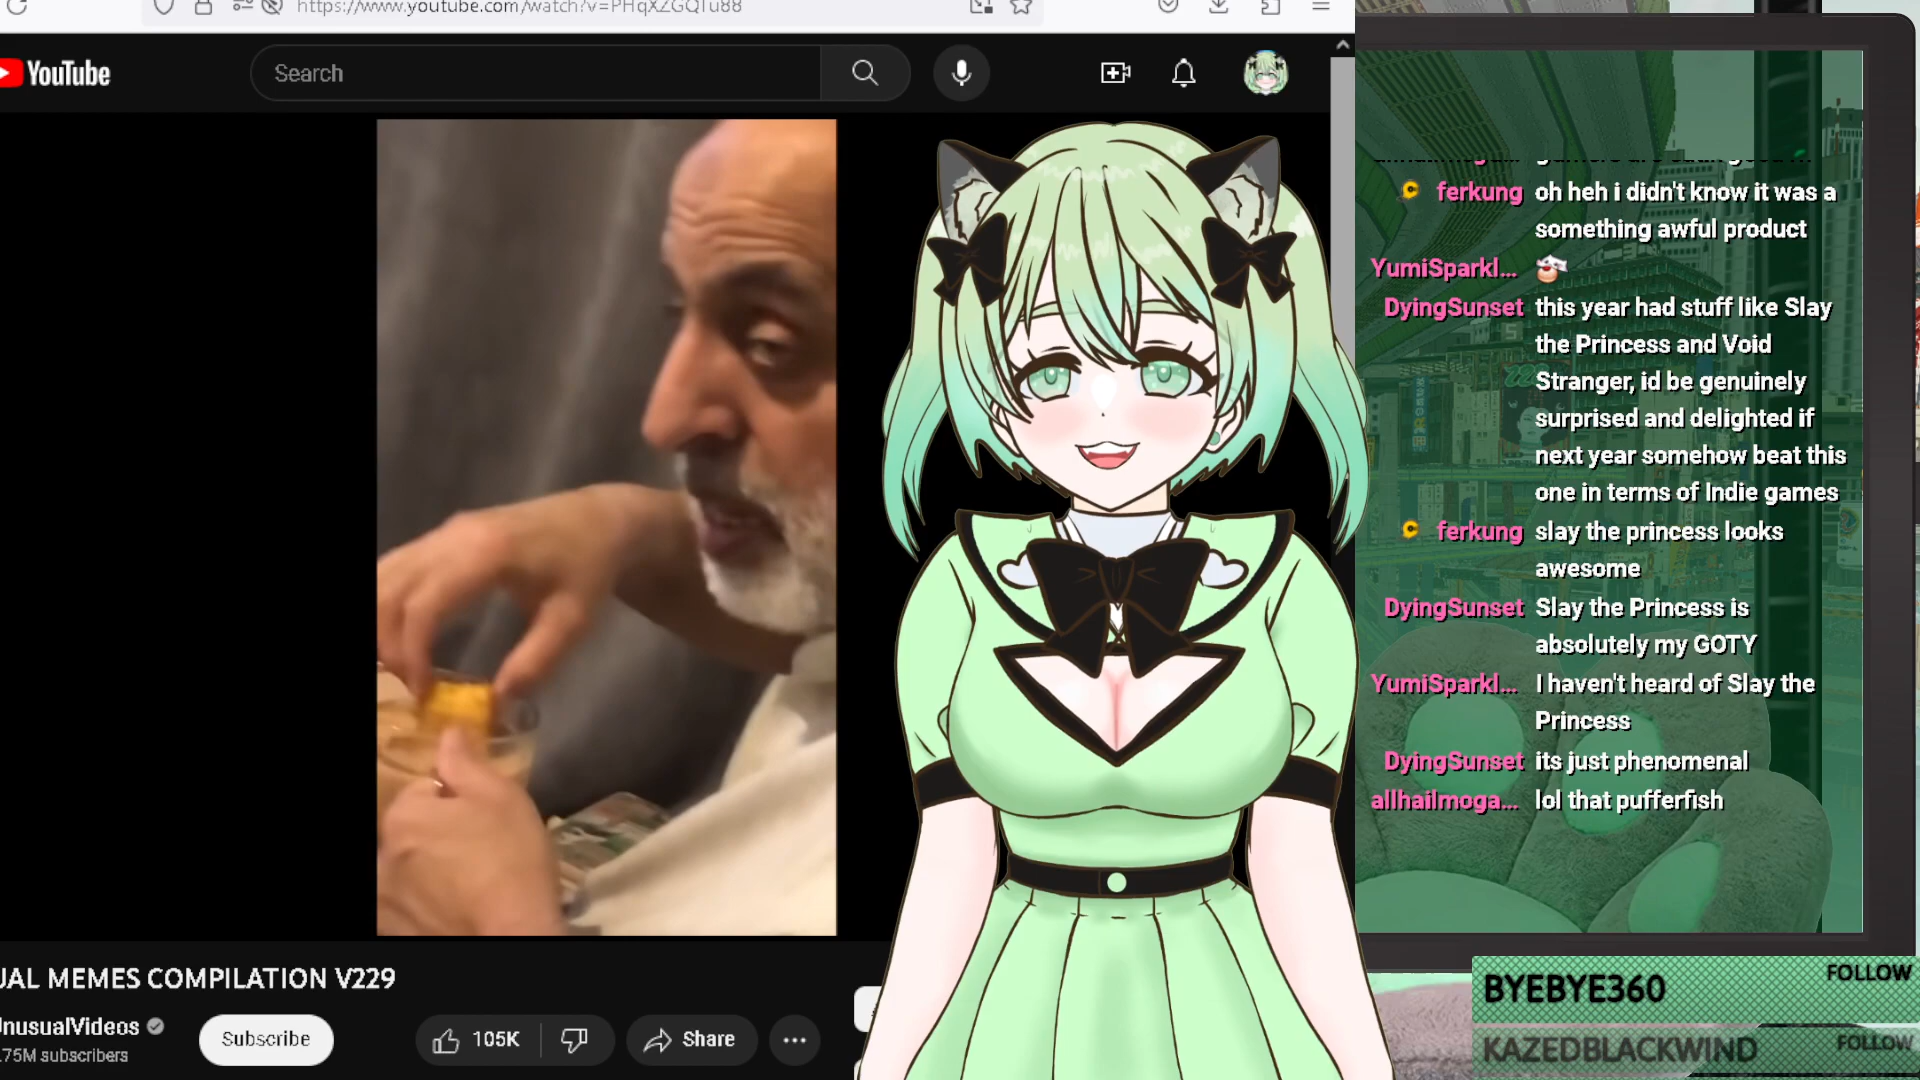 https://www.youtube.com/watch?v=PHqXZGQTu88
YouTube
Search
JAL MEMES COMPILATION V229
UnusualVideos
.75M subscribers
Subscribe
105K
Share
ferkung oh heh i didn't know it was a
something awful product
YumiSparkl...
DyingSunset this year had stuff like Slay
the Princess and Void
Stranger, id be genuinely
surprised and delighted if
next year somehow beat this
one in terms of Indie games
ferkung slay the princess looks
awesome
DyingSunset Slay the Princess is
absolutely my GOTY
YumiSparkl... I haven't heard of Slay the
Princess
DyingSunset its just phenomenal
allhailmoga... lol that pufferfish
BYEBYE360 FOLLOW
KAZEDBLACKWIND FOLLOW